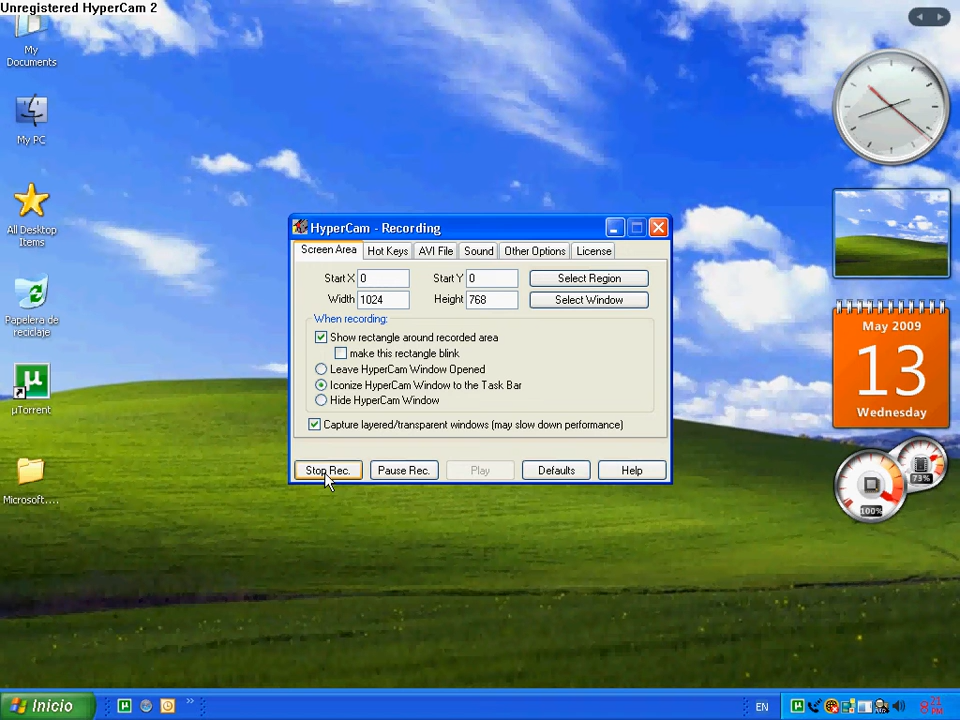 Unregistered HyperCam 2
My
Documents
My PC
All Desktop
Items
Papelera de
reciclaje
µTorrent
Microsoft....
HyperCam - Recording
Screen Area
Hot Keys
AVI File
Sound
Other Options
License
Start X 0
Start Y 0
Select Region
Width 1024
Height 768
Select Window
When recording:
Show rectangle around recorded area
make this rectangle blink
Leave HyperCam Window Opened
Iconize HyperCam Window to the Task Bar
Hide HyperCam Window
Capture layered/transparent windows (may slow down performance)
Stop Rec.
Pause Rec.
Play
Defaults
Help
May 2009
13
Wednesday
73%
100%
Inicio
EN
8:21
PM